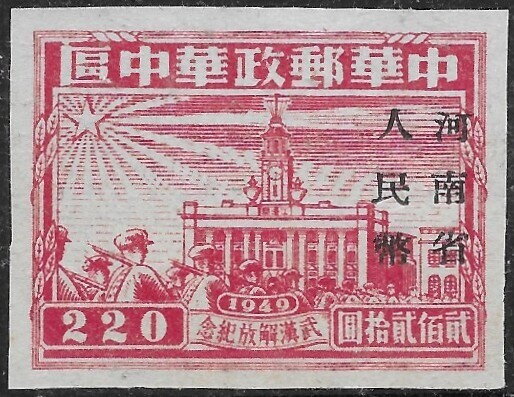 中華郵政華中區
河南省
人民幣
1949
武漢解放紀念
220
貳佰貳拾圓